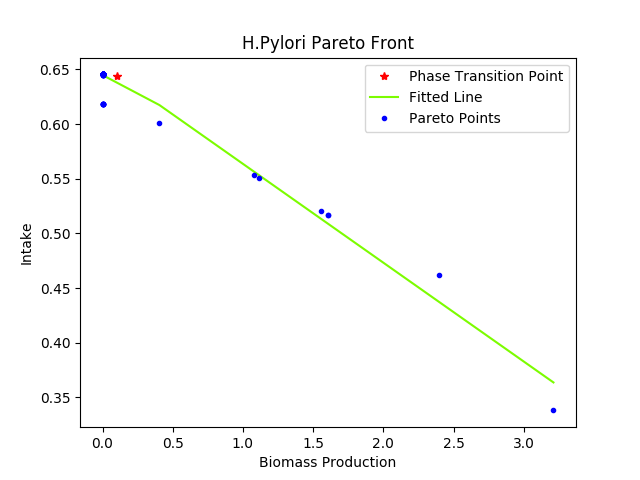 H.Pylori Pareto Front
Phase Transition Point
Fitted Line
Pareto Points
0.65
0.60
0.55
0.50
0.45
0.40
0.35
Intake
0.0 0.5 1.0 1.5 2.0 2.5 3.0
Biomass Production